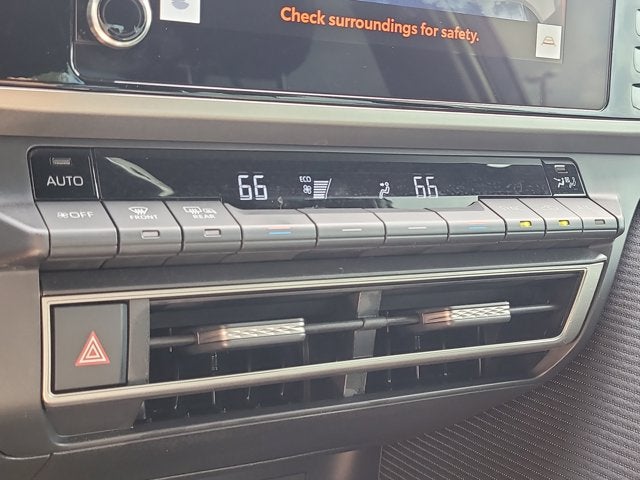 Check surroundings for safety.
AUTO
66
ECO
66
OFF
FRONT
REAR